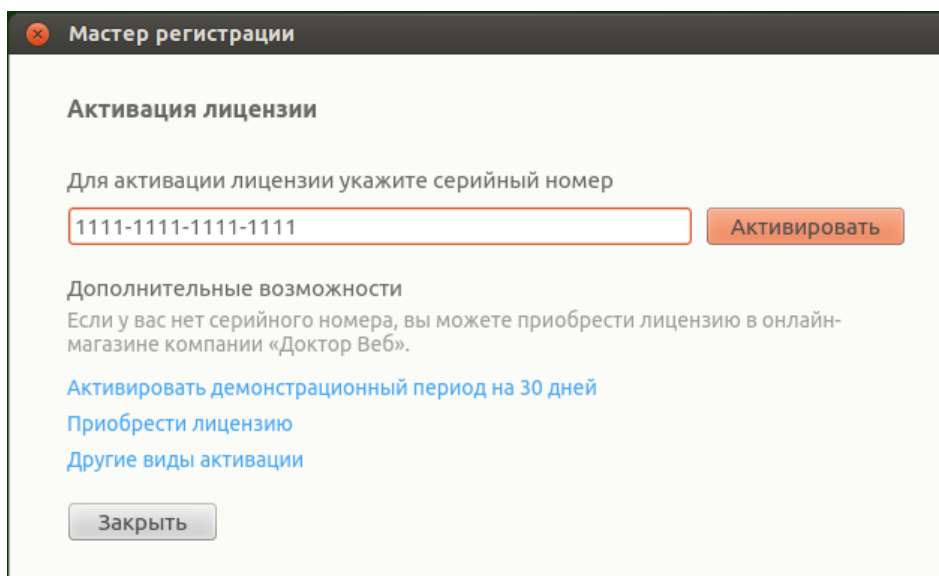 Мастер регистрации
Активация лицензии
Для активации лицензии укажите серийный номер
1111-1111-1111-1111
Активировать
Дополнительные возможности
Если у вас нет серийного номера, вы можете приобрести лицензию в онлайн-
магазине компании «Доктор Веб».
Активировать демонстрационный период на 30 дней
Приобрести лицензию
Другие виды активации
Закрыть